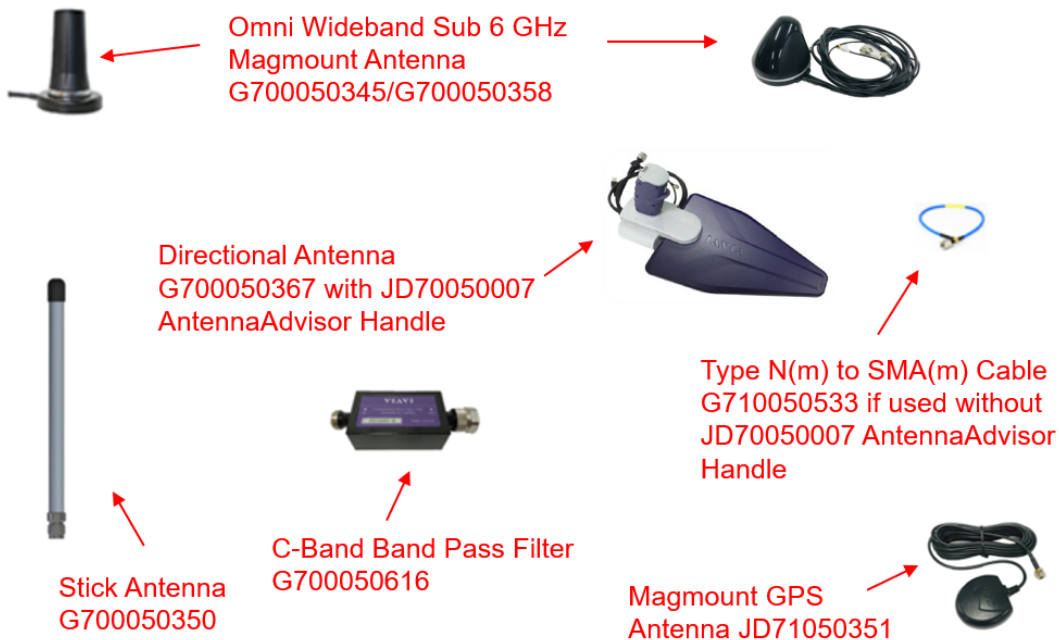 Omni Wideband Sub 6 GHz
Magmount Antenna
G700050345/G700050358
Directional Antenna
G700050367 with JD70050007
AntennaAdvisor Handle
Type N(m) to SMA(m) Cable
G710050533 if used without
JD70050007 AntennaAdvisor
Handle
VIAVI
C-Band Band Pass Filter
G700050616
Stick Antenna
G700050350
Magmount GPS
Antenna JD71050351